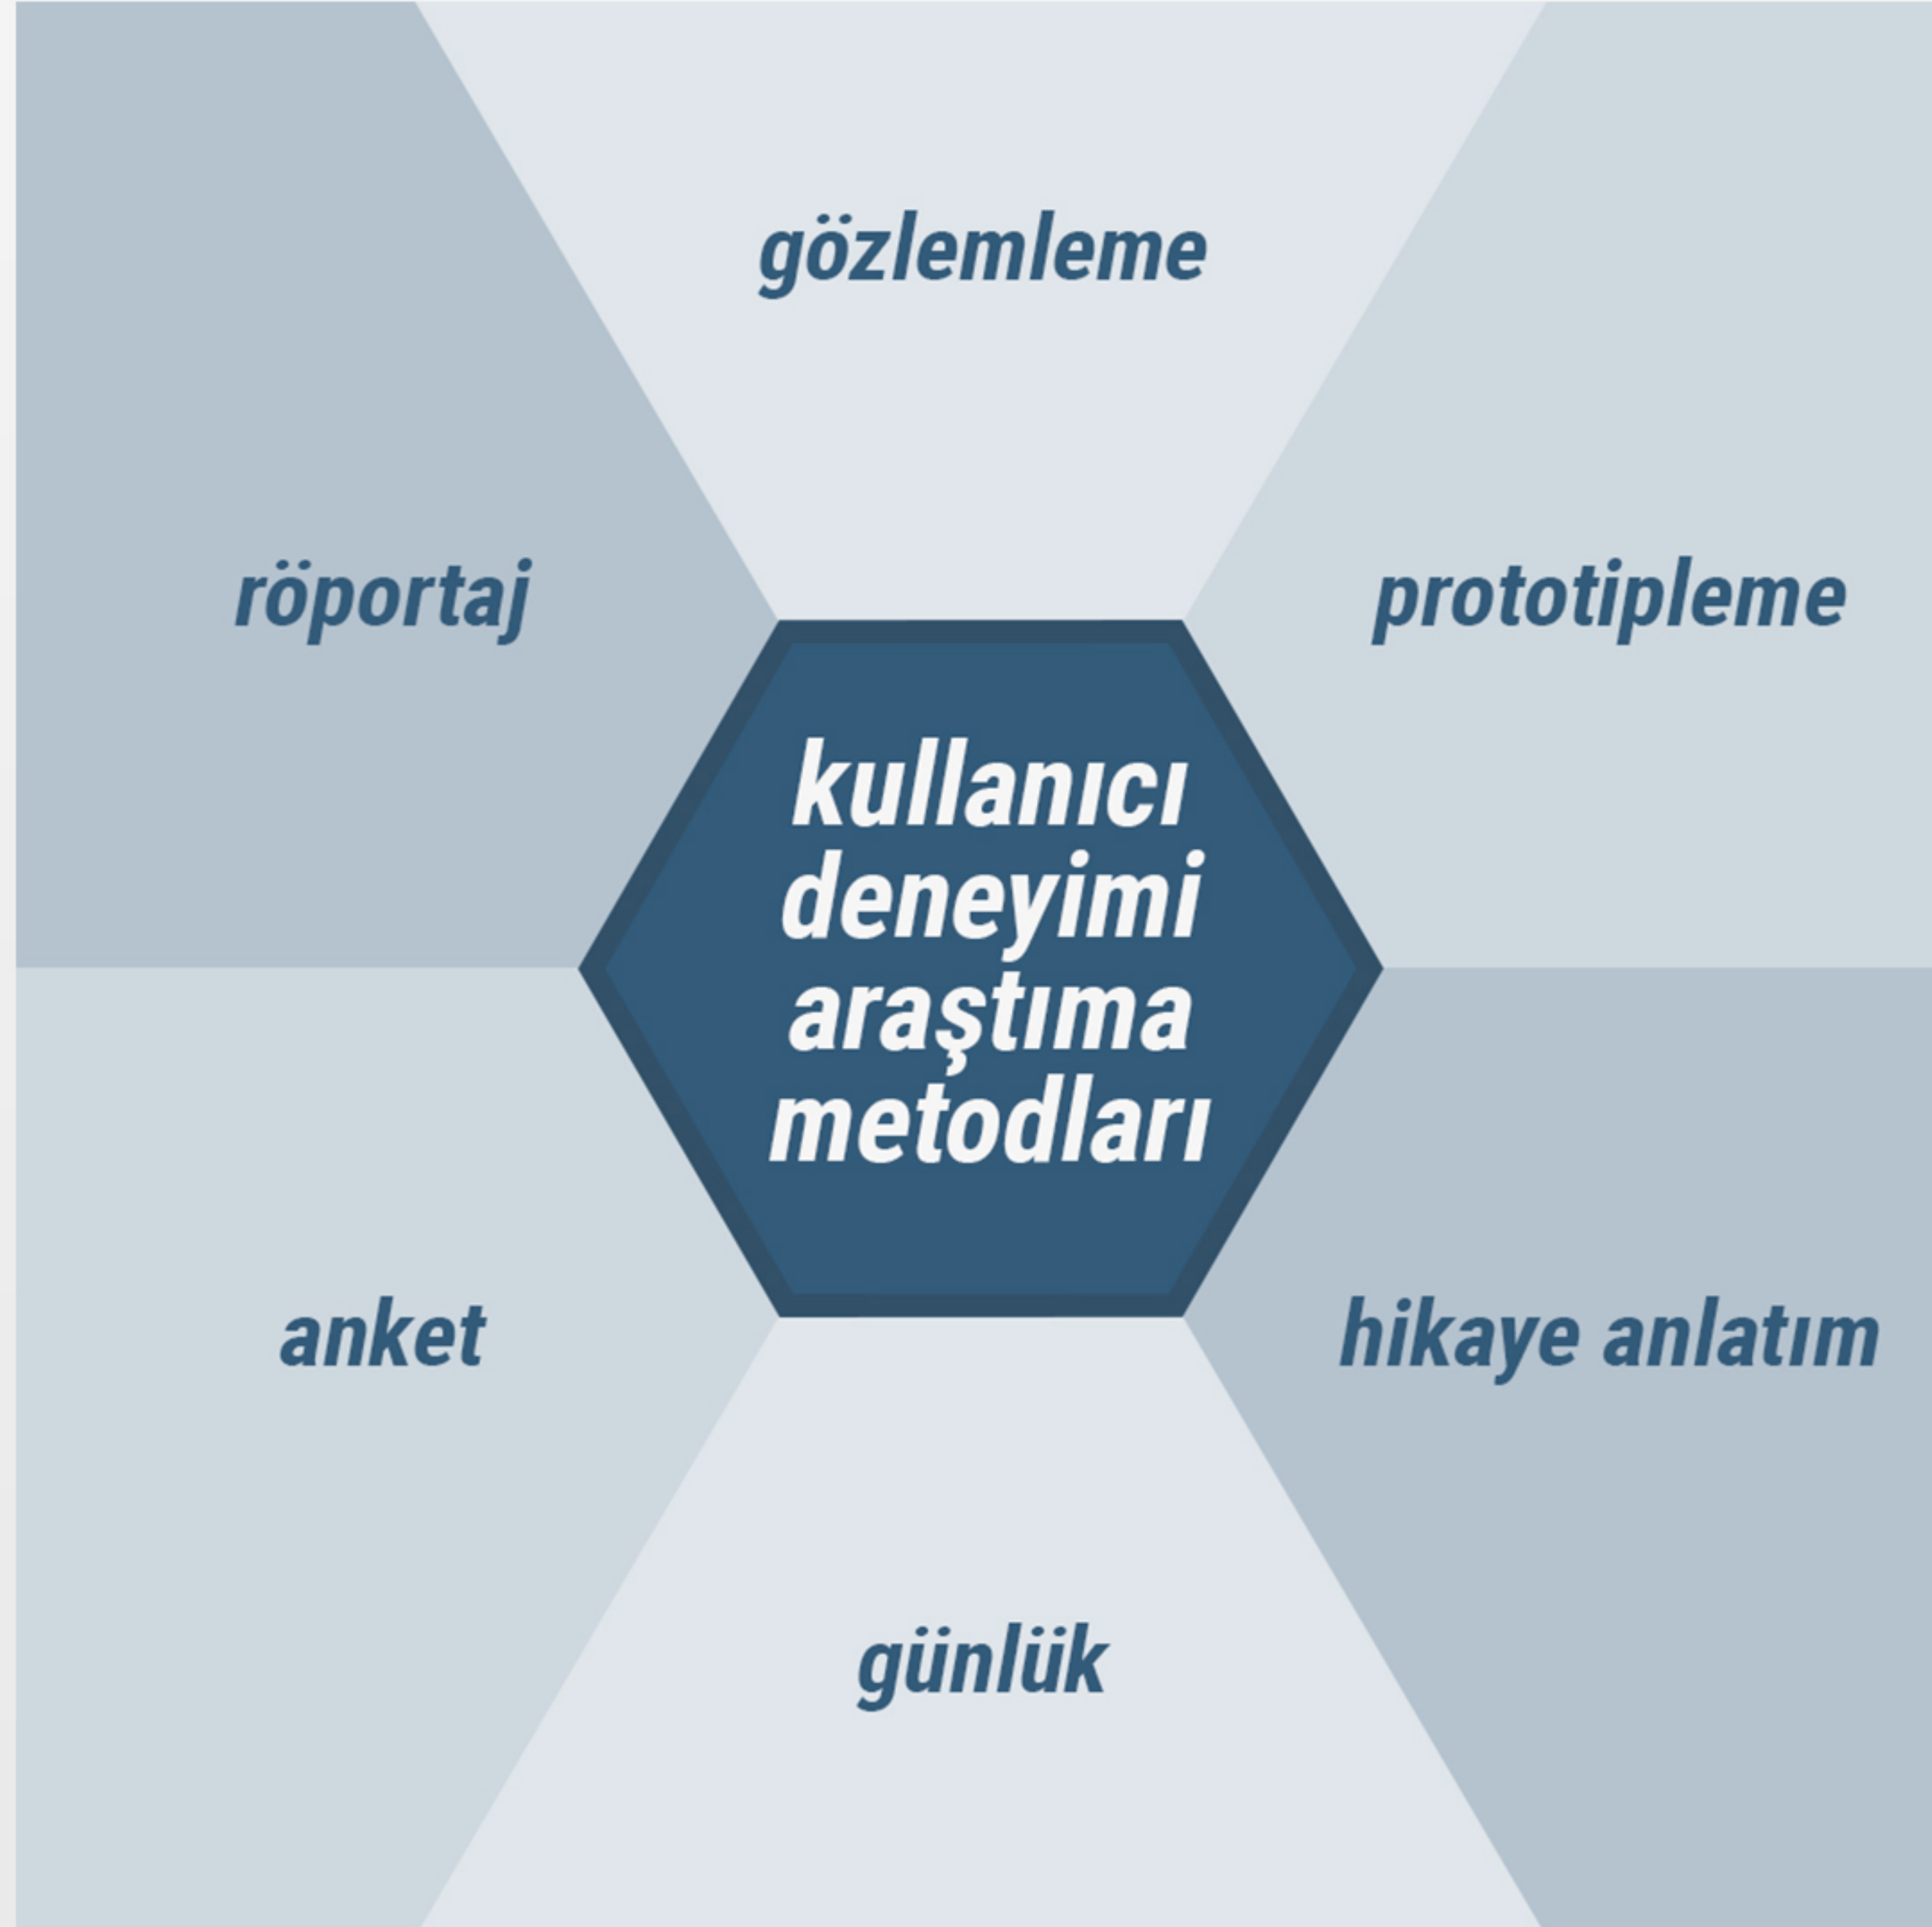 gözlemleme
röportaj
prototipleme
kullanıcı
deneyimi
araştıma
metodları
anket
hikaye anlatım
günlük